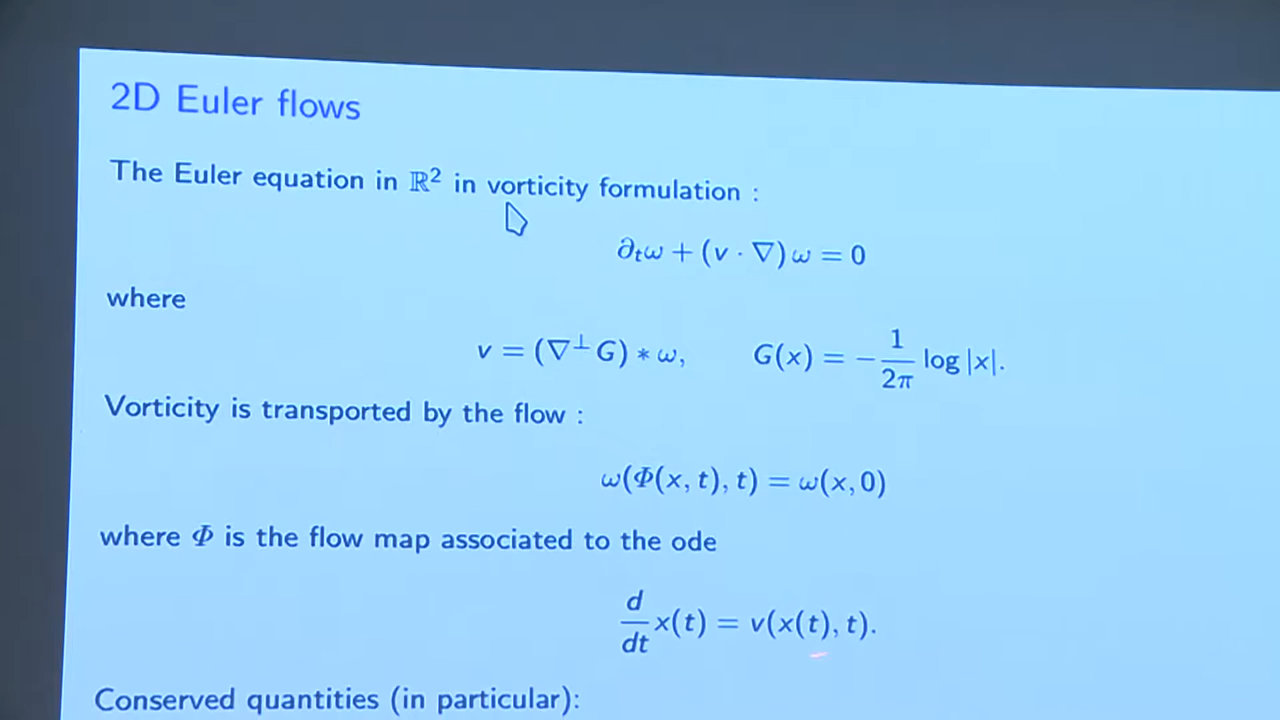 2D Euler flows
The Euler equation in ℝ² in vorticity formulation :
∂ₜω + (v · ∇) ω = 0
where
v = (∇⊥G) ∗ ω,   G(x) = −1/2π log |x|.
Vorticity is transported by the flow :
ω(Φ(x, t), t) = ω(x, 0)
where Φ is the flow map associated to the ode
d/dt x(t) = v(x(t), t).
Conserved quantities (in particular):